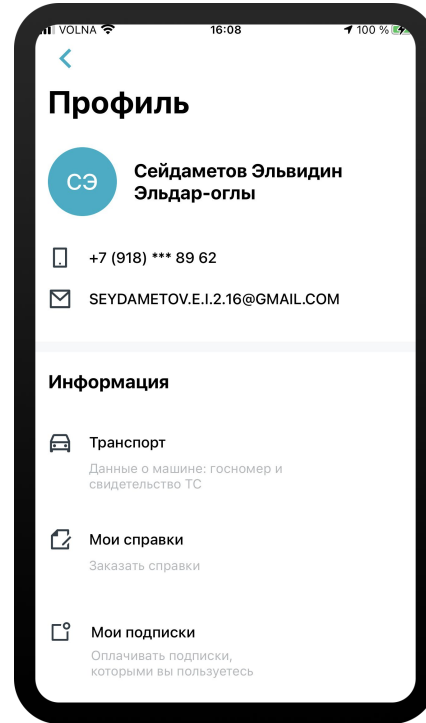 VOLNA 16:08 100 %
Профиль
СЭ
Сейдаметов Эльвидин
Эльдар-оглы
+7 (918) *** 89 62
SEYDAMETOV.E.I.2.16@GMAIL.COM
Информация
Транспорт
Данные о машине: госномер и
свидетельство ТС
Мои справки
Заказать справки
Мои подписки
Оплачивать подписки,
которыми вы пользуетесь